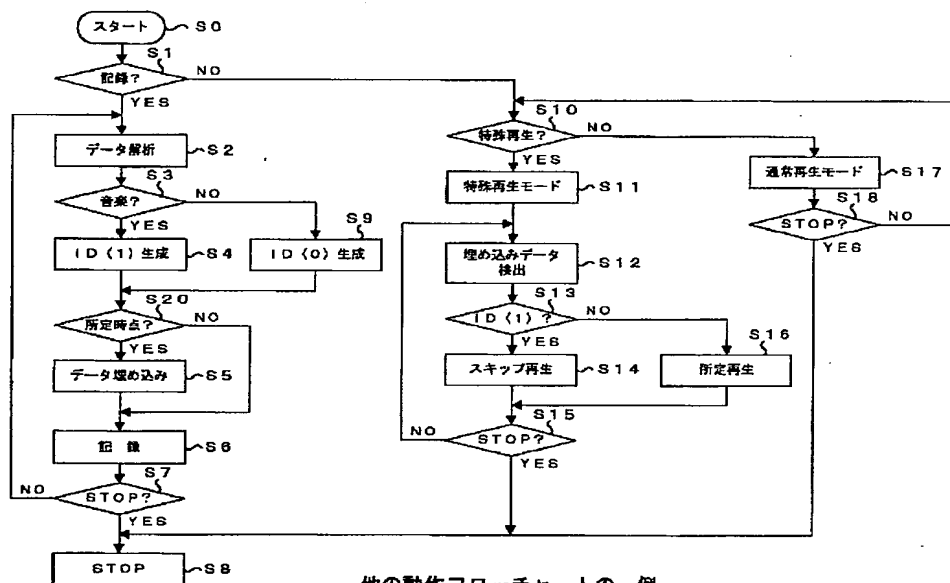 スタート
S0
S1
記録?
NO
YES
データ解析
S2
S3
音楽?
NO
YES
S9
ID(1)生成
S4
ID(0)生成
S20
所定時点?
NO
YES
データ埋め込み
S5
記 録
S6
S7
STOP?
NO
YES
STOP
S8
S10
特殊再生?
NO
YES
特殊再生モード
S11
埋め込みデータ
検出
S12
S13
ID(1)?
NO
YES
スキップ再生
S14
S16
所定再生
S15
STOP?
NO
YES
通常再生モード
S17
S18
STOP?
NO
YES
他の動作フローチャートの一例